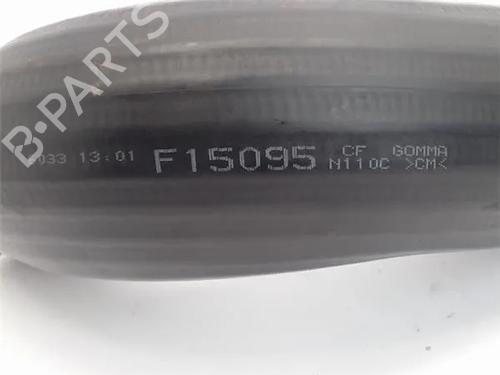 B-PARTS
033 13:01 F15095 CF GOMMA
N110C >CM<